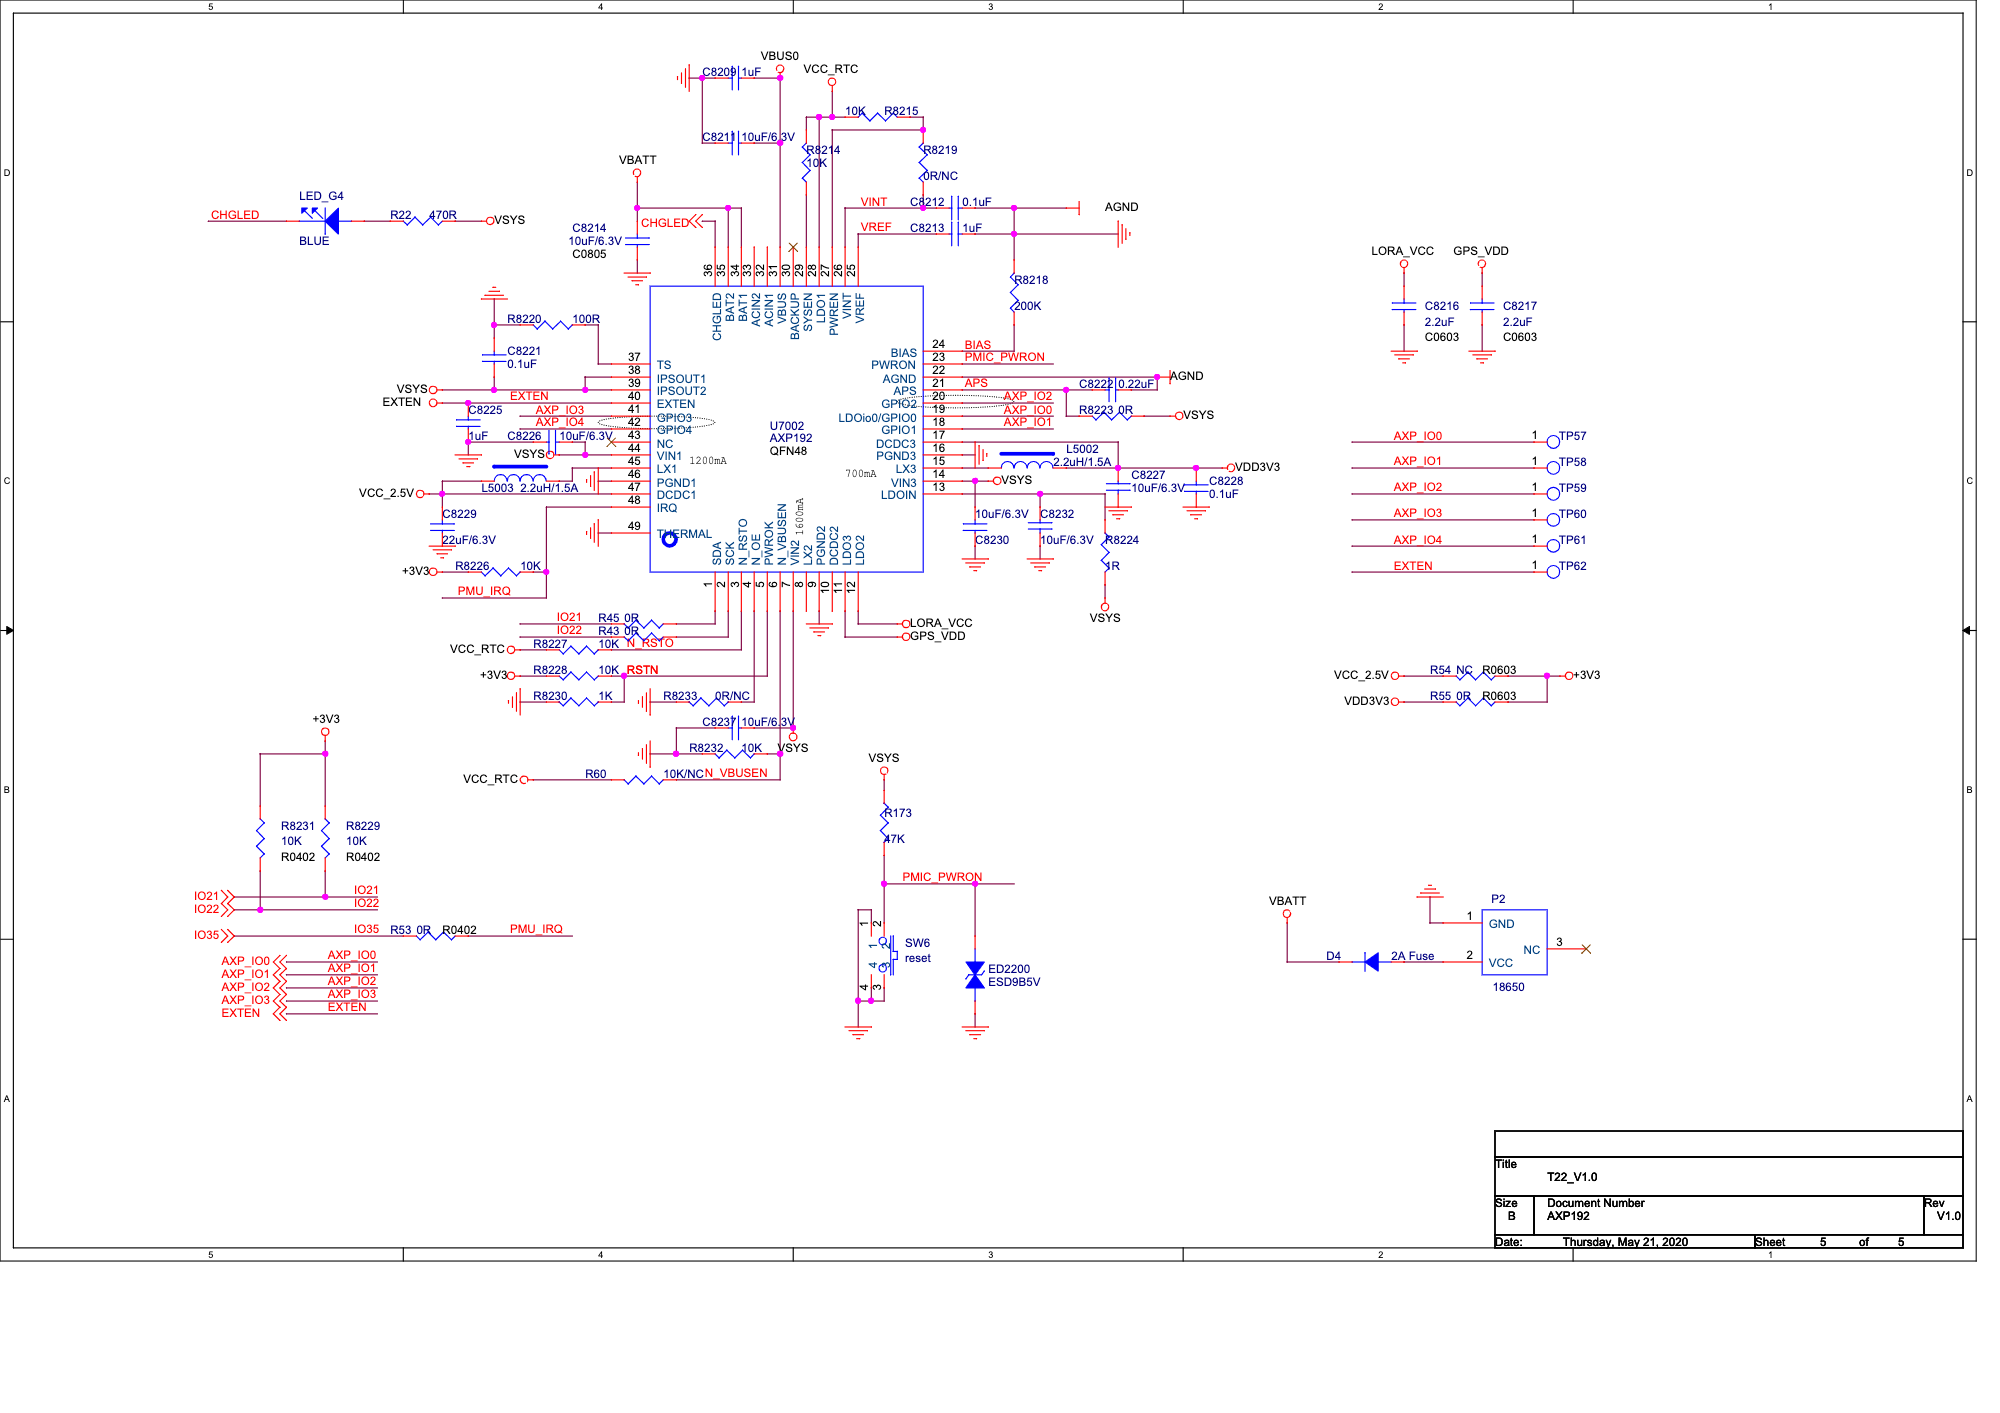 5 4 3 2 1
D
C
B
A
D
C
B
A
5 4 3 2 1
VBUS0
VCC_RTC
C8209 1uF
C8211 10uF/6.3V
10K R8215
R8214
10K
R8219
0R/NC
VBATT
CHGLED
LED_G4
BLUE
R22 470R
VSYS
C8214
10uF/6.3V
C0805
CHGLED
VINT C8212 0.1uF
AGND
VREF C8213 1uF
R8218
200K
LORA_VCC GPS_VDD
C8216
2.2uF
C0603
C8217
2.2uF
C0603
36 35 34 33 32 31 30 29 28 27 26 25
CHGLED
BAT2
BAT1
ACIN2
ACIN1
VBUS
BACKUP
SYSEN
LDO1
PWREN
VINT
VREF
R8220 100R
C8221
0.1uF
VSYS
EXTEN
EXTEN
AXP_IO3
AXP_IO4
C8225
1uF
C8226 10uF/6.3V
VSYS
L5003 2.2uH/1.5A
VCC_2.5V
C8229
22uF/6.3V
+3V3
R8226 10K
PMU_IRQ
37 TS
38 IPSOUT1
39 IPSOUT2
40 EXTEN
41 GPIO3
42 GPIO4
43 NC
44 VIN1
45 LX1
46 PGND1
47 DCDC1
48 IRQ
49 THERMAL
1200mA
U7002
AXP192
QFN48
700mA
1600mA
BIAS 24 BIAS
PWRON 23 PMIC_PWRON
AGND 22 AGND
APS 21 APS
GPIO2 20 AXP_IO2
LDOio0/GPIO0 19 AXP_IO0
GPIO1 18 AXP_IO1
DCDC3 17
PGND3 16
LX3 15
VIN3 14
LDOIN 13
C8222 0.22uF
R8223 0R
VSYS
L5002
2.2uH/1.5A
VDD3V3
C8227
10uF/6.3V
C8228
0.1uF
VSYS
10uF/6.3V
C8230
C8232
10uF/6.3V
R8224
1R
VSYS
SDA
SCK
N_RSTO
N_OE
PWROK
N_VBUSEN
VIN2
LX2
PGND2
DCDC2
LDO3
LDO2
1 2 3 4 5 6 7 8 9 10 11 12
AXP_IO0 1 TP57
AXP_IO1 1 TP58
AXP_IO2 1 TP59
AXP_IO3 1 TP60
AXP_IO4 1 TP61
EXTEN 1 TP62
IO21 R45 0R
IO22 R43 0R
VCC_RTC R8227 10K N_RSTO
+3V3 R8228 10K RSTN
R8230 1K
R8233 0R/NC
LORA_VCC
GPS_VDD
C8237 10uF/6.3V
VSYS
R8232 10K
VCC_RTC R60 10K/NC N_VBUSEN
VCC_2.5V R54 NC R0603
+3V3
VDD3V3 R55 0R R0603
+3V3
R8231
10K
R0402
R8229
10K
R0402
IO21 IO21
IO22 IO22
IO35 IO35 R53 0R R0402 PMU_IRQ
AXP_IO0 AXP_IO0
AXP_IO1 AXP_IO1
AXP_IO2 AXP_IO2
AXP_IO3 AXP_IO3
EXTEN EXTEN
VSYS
R173
47K
PMIC_PWRON
1 2
1 2
4 3
4 3
SW6
reset
ED2200
ESD9B5V
VBATT
D4
2A Fuse
P2
1 GND
NC 3
2 VCC
18650
Title
T22_V1.0
Size
B
Document Number
AXP192
Rev
V1.0
Date: Thursday, May 21, 2020 Sheet 5 of 5